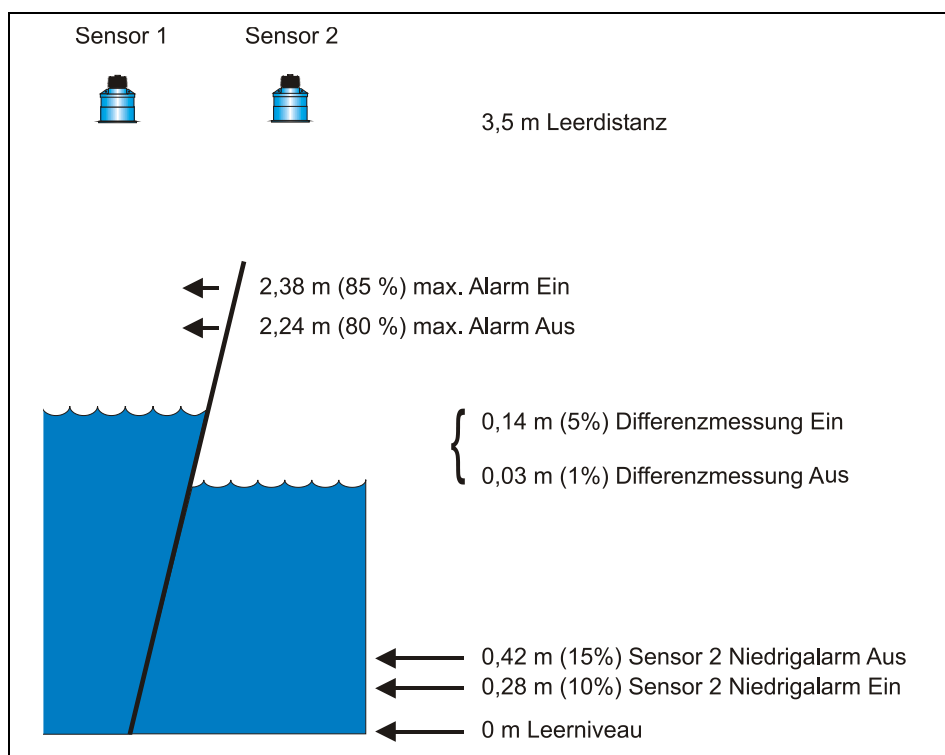 Sensor 1
Sensor 2
3,5 m Leerdistanz
2,38 m (85 %) max. Alarm Ein
2,24 m (80 %) max. Alarm Aus
0,14 m (5%) Differenzmessung Ein
0,03 m (1%) Differenzmessung Aus
0,42 m (15%) Sensor 2 Niedrigalarm Aus
0,28 m (10%) Sensor 2 Niedrigalarm Ein
0 m Leerniveau